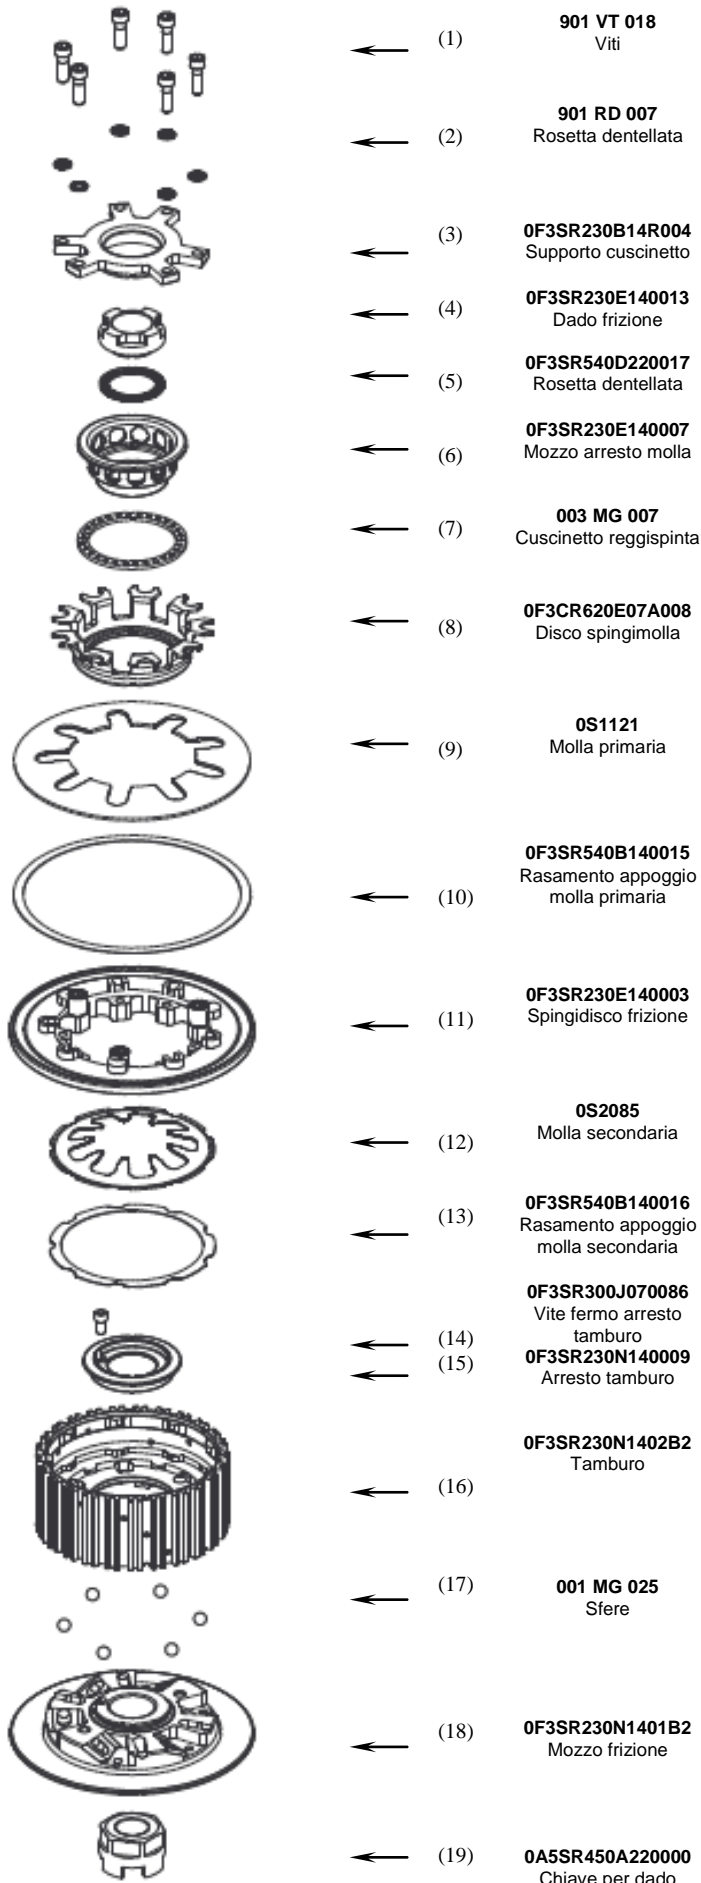 (1)
901 VT 018
Viti
(2)
901 RD 007
Rosetta dentellata
(3)
0F3SR230B14R004
Supporto cuscinetto
(4)
0F3SR230E140013
Dado frizione
(5)
0F3SR540D220017
Rosetta dentellata
(6)
0F3SR230E140007
Mozzo arresto molla
(7)
003 MG 007
Cuscinetto reggispinta
(8)
0F3CR620E07A008
Disco spingimolla
(9)
0S1121
Molla primaria
(10)
0F3SR540B140015
Rasamento appoggio
molla primaria
(11)
0F3SR230E140003
Spingidisco frizione
(12)
0S2085
Molla secondaria
(13)
0F3SR540B140016
Rasamento appoggio
molla secondaria
(14)
0F3SR300J070086
Vite fermo arresto
tamburo
(15)
0F3SR230N140009
Arresto tamburo
(16)
0F3SR230N1402B2
Tamburo
(17)
001 MG 025
Sfere
(18)
0F3SR230N1401B2
Mozzo frizione
(19)
0A5SR450A220000
Chiave per dado